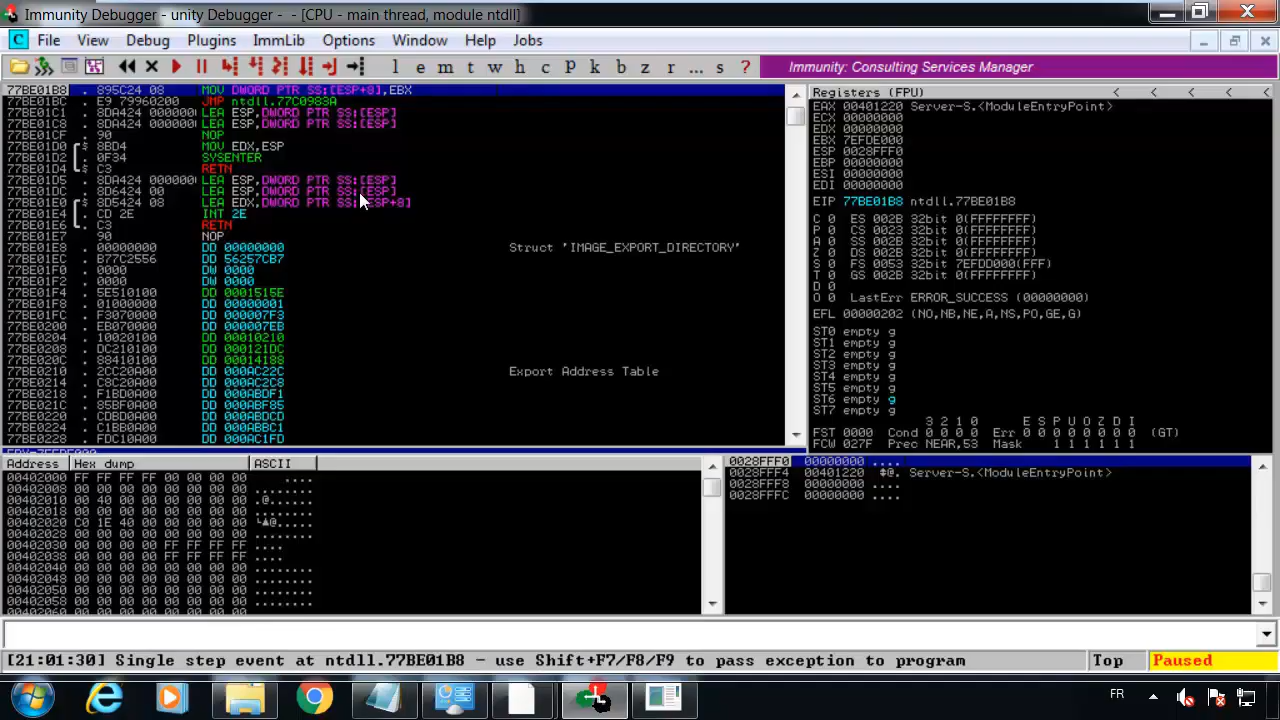 Immunity Debugger - unity Debugger - - [CPU - main thread, module ntdll]
File View Debug Plugins ImmLib Options Window Help Jobs
l e m t w h c p k b z r ... s ? Immunity: Consulting Services Manager
77BE01B8 . 895C24 08 MOV DWORD PTR SS:[ESP+8],EBX
77BE01BC . E9 79960200 JMP ntdll.77C0983A
77BE01C1 . 8DA424 000000 LEA ESP,DWORD PTR SS:[ESP]
77BE01C8 . 8DA424 000000 LEA ESP,DWORD PTR SS:[ESP]
77BE01CF . 90 NOP
77BE01D0 $ 8BD4 MOV EDX,ESP
77BE01D2 . 0F34 SYSENTER
77BE01D4 $ C3 RETN
77BE01D5 . 8DA424 000000 LEA ESP,DWORD PTR SS:[ESP]
77BE01DC . 8D6424 00 LEA ESP,DWORD PTR SS:[ESP]
77BE01E0 $ 8D5424 08 LEA EDX,DWORD PTR SS:[ESP+8]
77BE01E4 . CD 2E INT 2E
77BE01E6 . C3 RETN
77BE01E7 90 NOP
77BE01E8 . 00000000 DD 00000000 Struct 'IMAGE_EXPORT_DIRECTORY'
77BE01EC . B77C2556 DD 56257CB7
77BE01F0 . 0000 DW 0000
77BE01F2 . 0000 DW 0000
77BE01F4 . 5E510100 DD 0001515E
77BE01F8 . 01000000 DD 00000001
77BE01FC . F3070000 DD 000007F3
77BE0200 . EB070000 DD 000007EB
77BE0204 . 10020100 DD 00010210
77BE0208 . DC210100 DD 000121DC
77BE020C . 88410100 DD 00014188
77BE0210 . 2CC20A00 DD 000AC22C Export Address Table
77BE0214 . C8C20A00 DD 000AC2C8
77BE0218 . F1BD0A00 DD 000ABDF1
77BE021C . 85BF0A00 DD 000ABF85
77BE0220 . CDBD0A00 DD 000ABDCD
77BE0224 . C1BB0A00 DD 000ABBC1
77BE0228 . FDC10A00 DD 000AC1FD
Registers (FPU) < < < < <
EAX 00401220 Server-S.<ModuleEntryPoint>
ECX 00000000
EDX 00000000
EBX 7EFDE000
ESP 0028FFF0
EBP 00000000
ESI 00000000
EDI 00000000
EIP 77BE01B8 ntdll.77BE01B8
C 0 ES 002B 32bit 0(FFFFFFFF)
P 0 CS 0023 32bit 0(FFFFFFFF)
A 0 SS 002B 32bit 0(FFFFFFFF)
Z 0 DS 002B 32bit 0(FFFFFFFF)
S 0 FS 0053 32bit 7EFDD000(FFF)
T 0 GS 002B 32bit 0(FFFFFFFF)
D 0
O 0 LastErr ERROR_SUCCESS (00000000)
EFL 00000202 (NO,NB,NE,A,NS,PO,GE,G)
ST0 empty g
ST1 empty g
ST2 empty g
ST3 empty g
ST4 empty g
ST5 empty g
ST6 empty g
ST7 empty g
3 2 1 0 E S P U O Z D I
FST 0000 Cond 0 0 0 0 Err 0 0 0 0 0 0 0 0 (GT)
FCW 027F Prec NEAR,53 Mask 1 1 1 1 1 1
Address Hex dump ASCII
00402000 FF FF FF FF 00 00 00 00 ....
00402008 00 00 00 00 00 00 00 00 ........
00402010 00 40 00 00 00 00 00 00 .@......
00402018 00 00 00 00 00 00 00 00 ........
00402020 C0 1E 40 00 00 00 00 00 └▲@.....
00402028 00 00 00 00 00 00 00 00 ........
00402030 00 00 00 00 FF FF FF FF ....
00402038 00 00 00 00 FF FF FF FF ....
00402040 00 00 00 00 00 00 00 00 ........
00402048 00 00 00 00 00 00 00 00 ........
00402050 00 00 00 00 00 00 00 00 ........
00402058 00 00 00 00 00 00 00 00 ........
00402060 00 00 00 00 00 00 00 00
0028FFF0 00000000 ....
0028FFF4 00401220 ‡@. Server-S.<ModuleEntryPoint>
0028FFF8 00000000 ....
0028FFFC 00000000 ....
[21:01:30] Single step event at ntdll.77BE01B8 - use Shift+F7/F8/F9 to pass exception to program Top Paused
FR